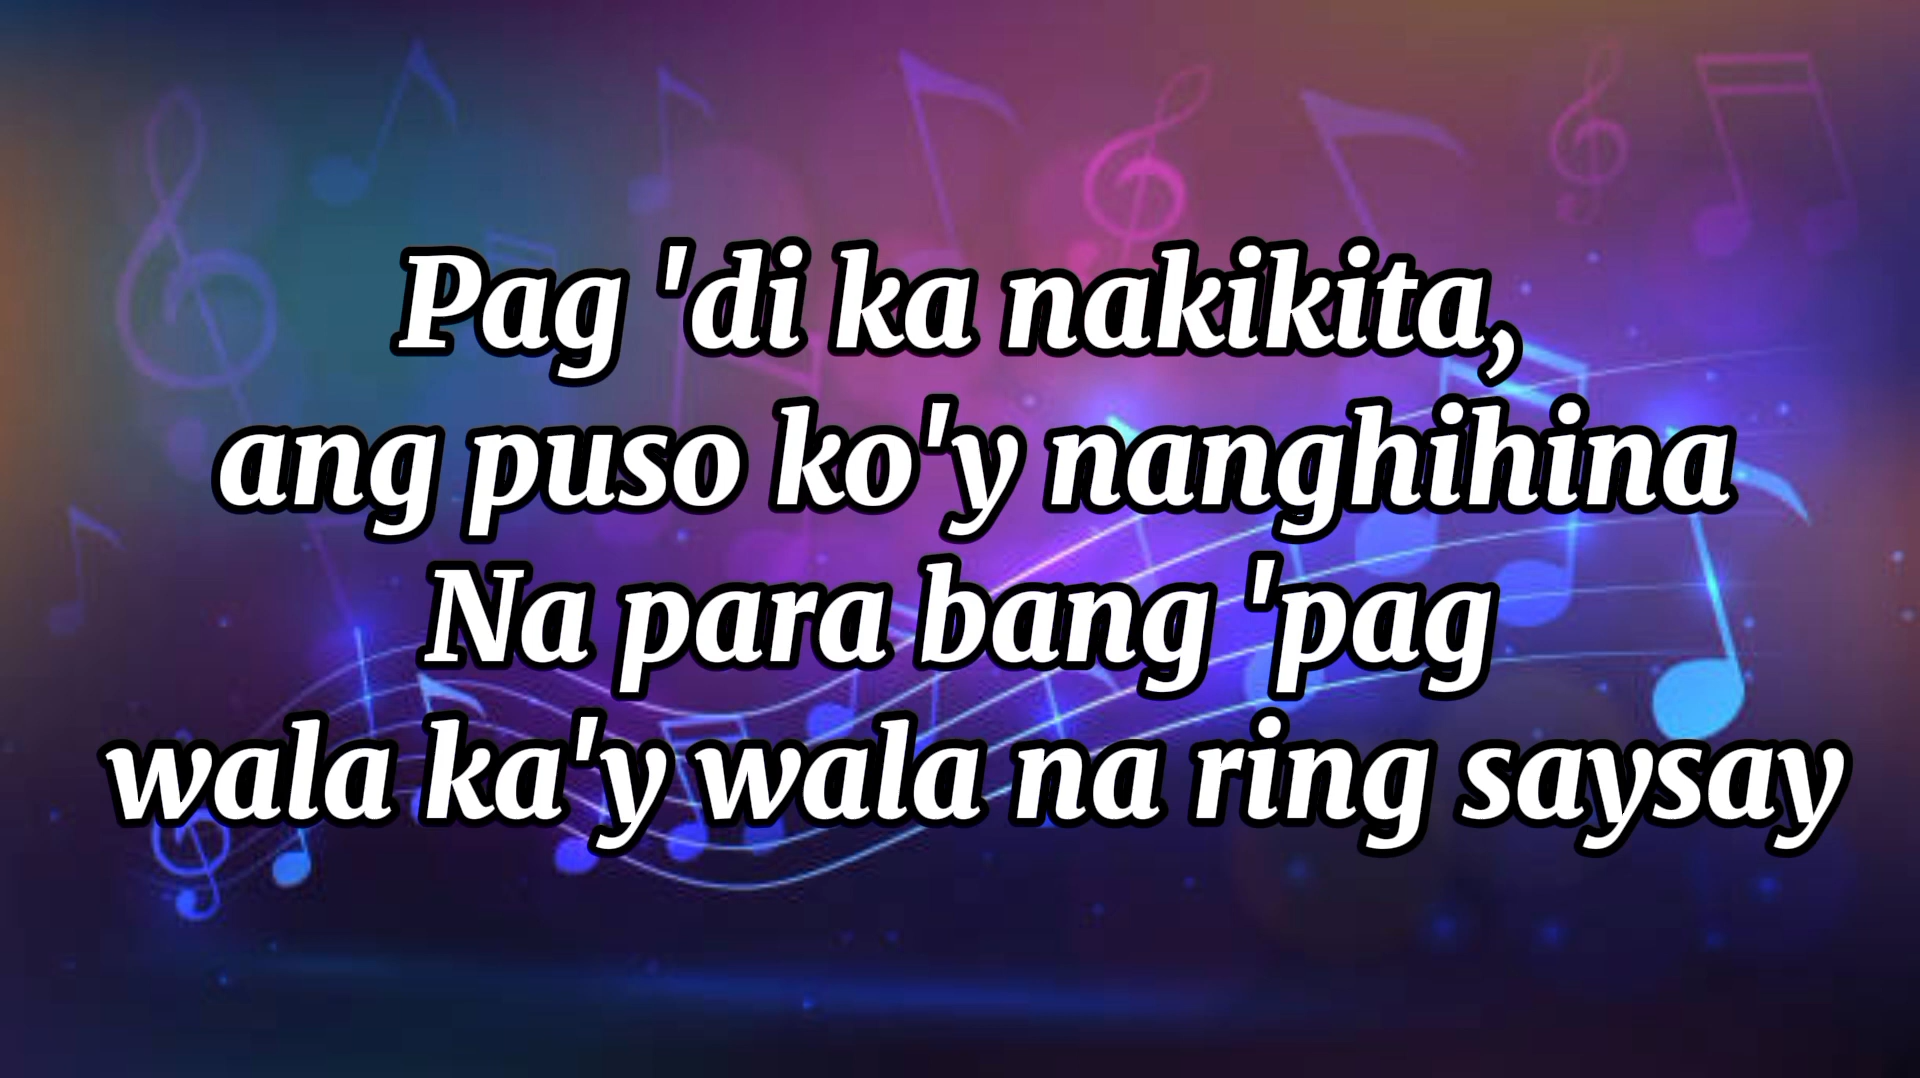 Pag 'di ka nakikita,
ang puso ko'y nanghihina
Na para bang 'pag
wala ka'y wala na ring saysay